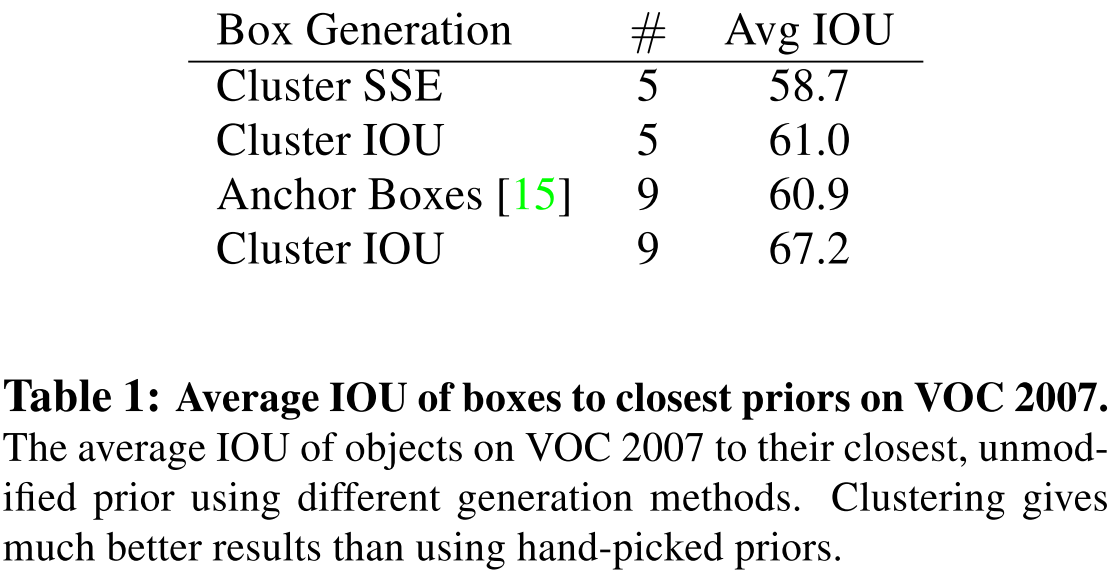 Box Generation # Avg IOU
Cluster SSE 5 58.7
Cluster IOU 5 61.0
Anchor Boxes [15] 9 60.9
Cluster IOU 9 67.2
Table 1: Average IOU of boxes to closest priors on VOC 2007.
The average IOU of objects on VOC 2007 to their closest, unmod-
ified prior using different generation methods. Clustering gives
much better results than using hand-picked priors.